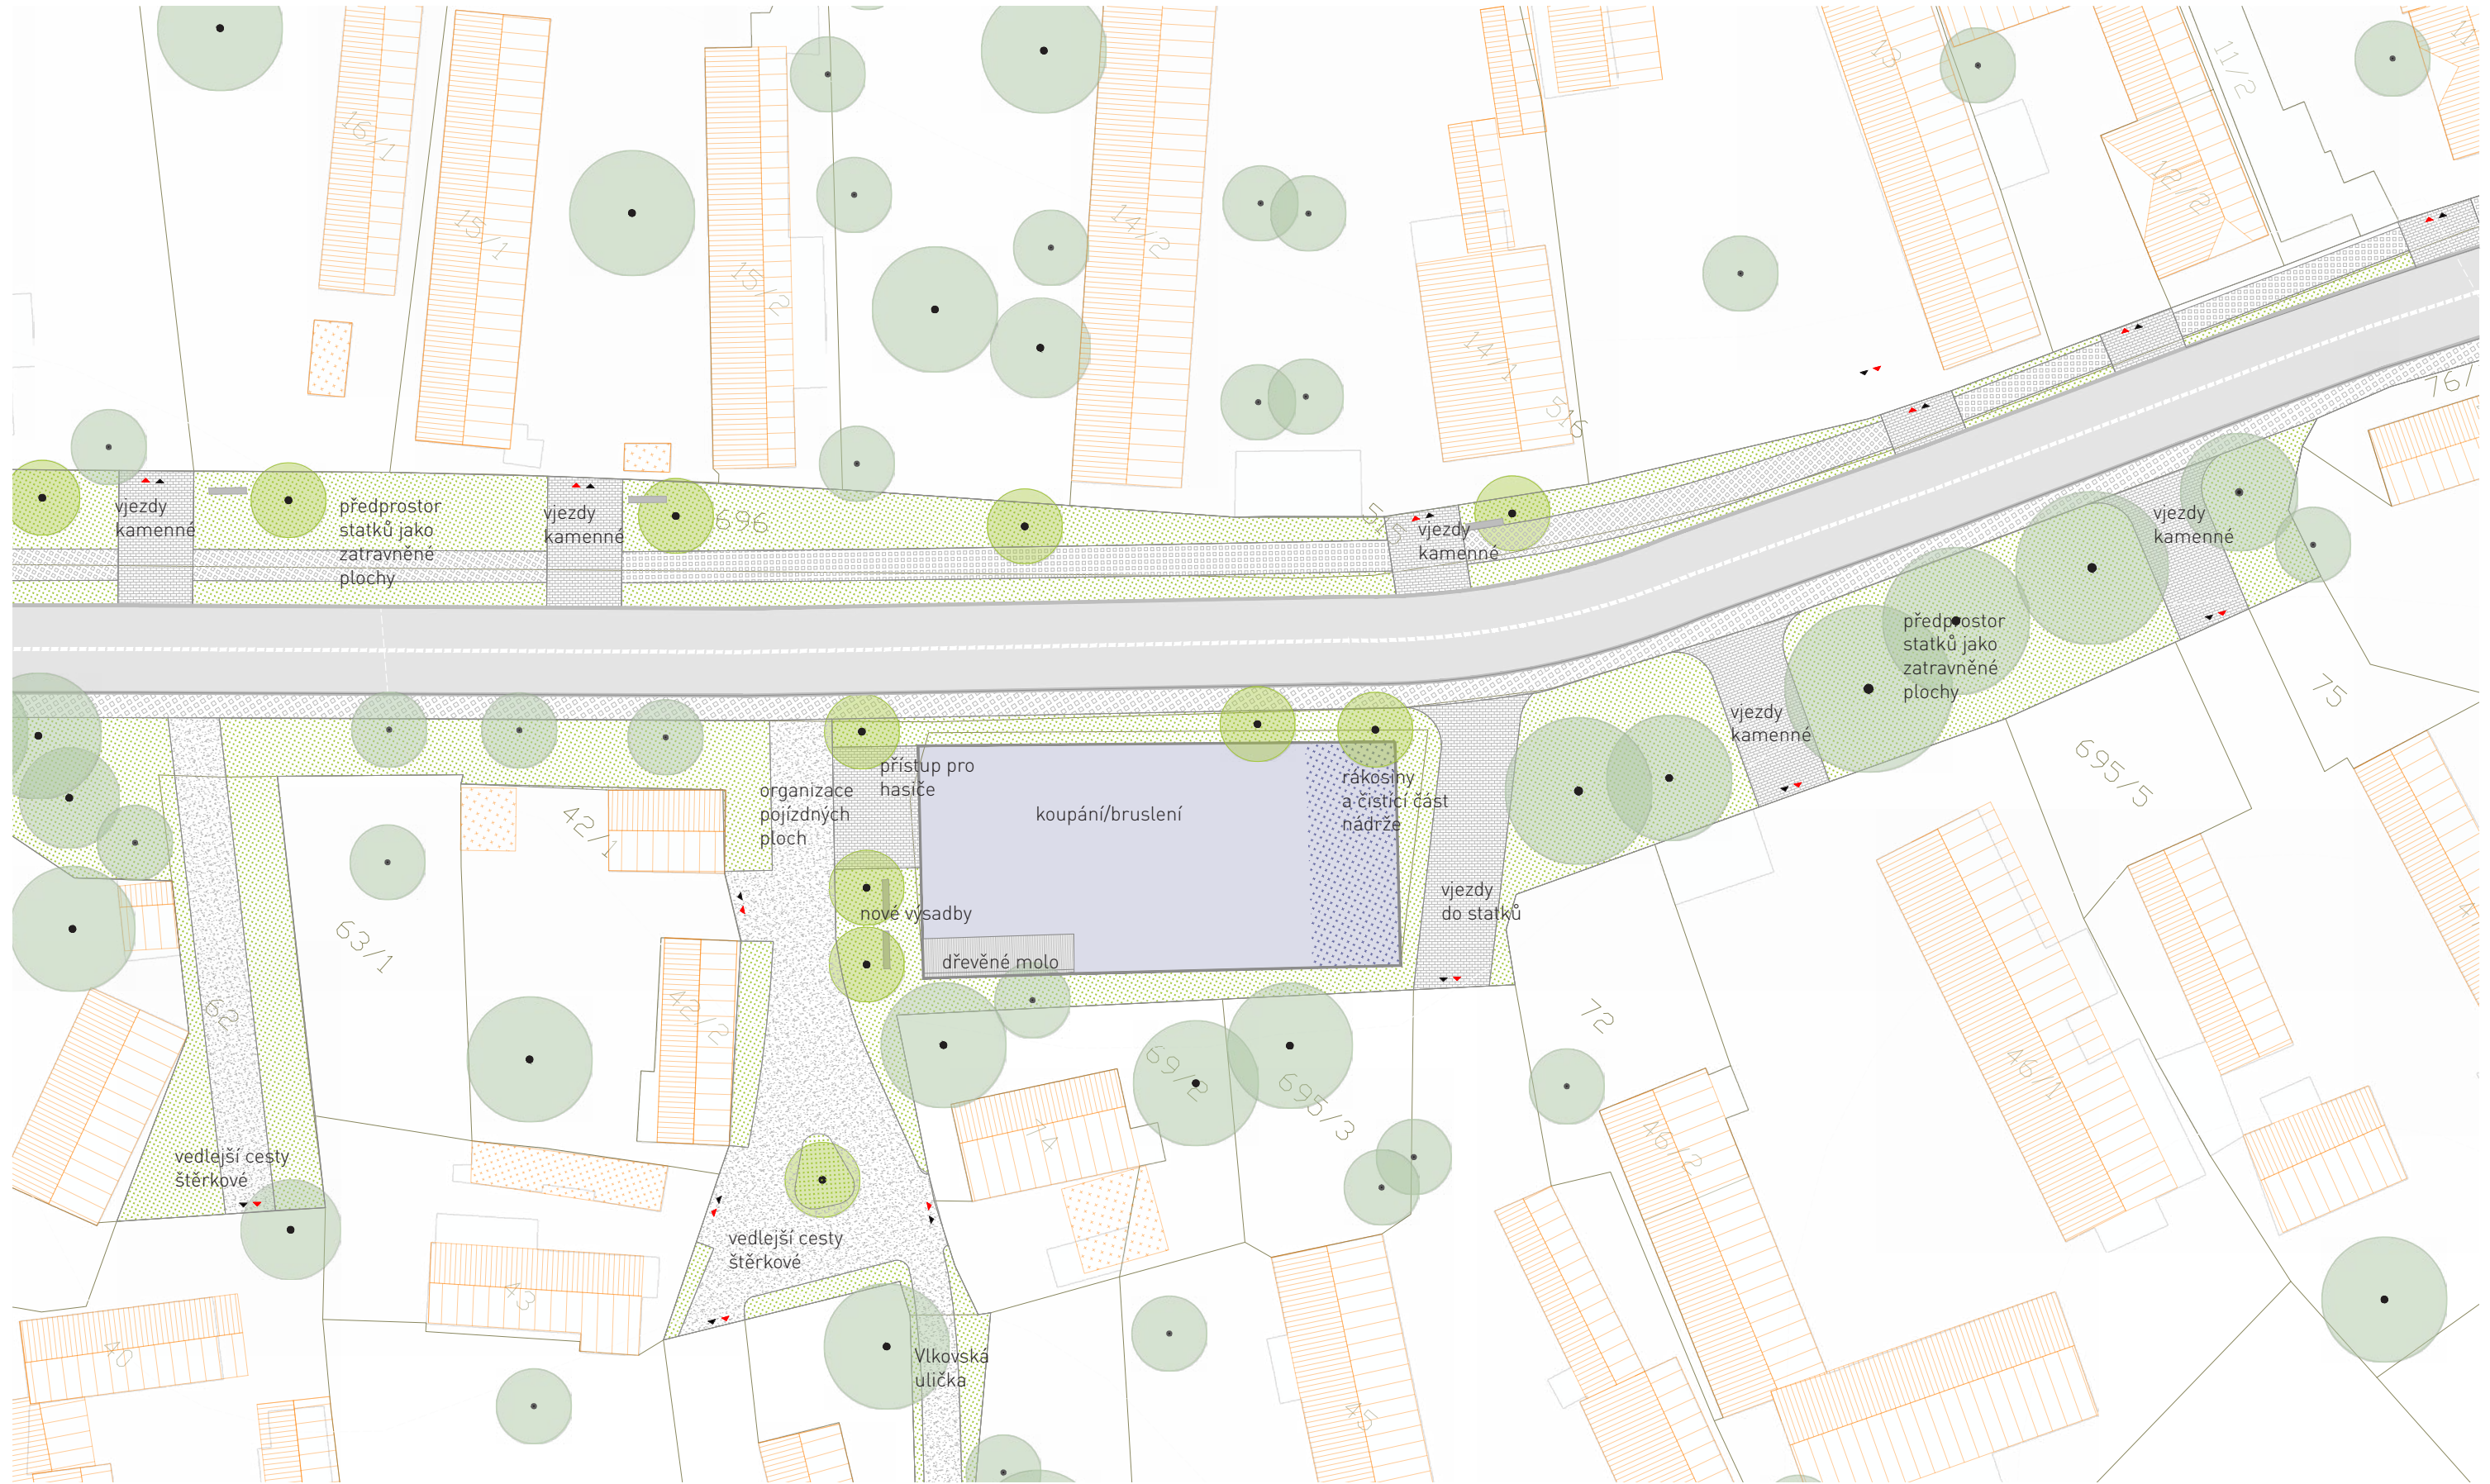 16/1
15/1
15/2
14/2
14/1
516
13
12/2
11/2
76/
696
vjezdy
kamenné
předprostor
statků jako
zatravněné
plochy
vjezdy
kamenné
vjezdy
kamenné
vjezdy
kamenné
předprostor
statků jako
zatravněné
plochy
vjezdy
kamenné
75
695/5
přístup pro
hasiče
organizace
pojízdných
ploch
koupání/bruslení
rákosiny
a čistící část
nádrže
vjezdy
do statků
nové výsadby
dřevěné molo
42/1
63/1
62
42/2
72
69/2
695/3
74
46/2
46/1
vedlejší cesty
štěrkové
vedlejší cesty
štěrkové
43
40
45
Vlkovská
ulička